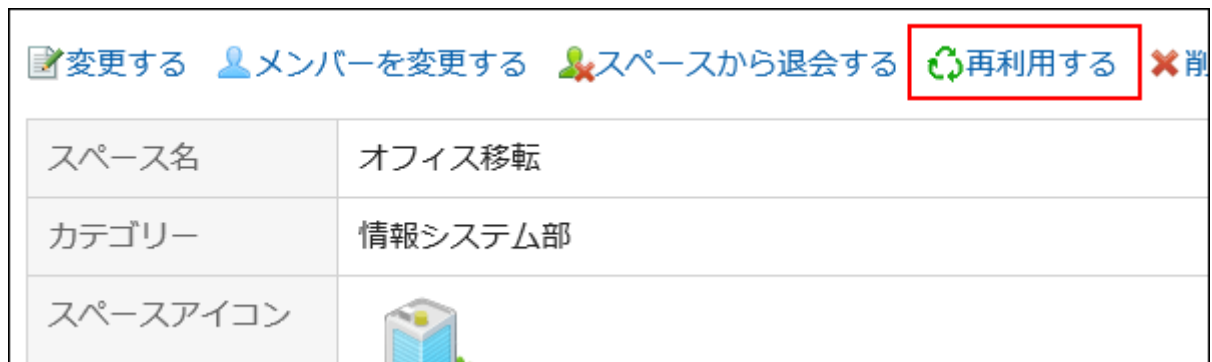 変更する メンバーを変更する スペースから退会する 再利用する 削
スペース名 オフィス移転
カテゴリー 情報システム部
スペースアイコン